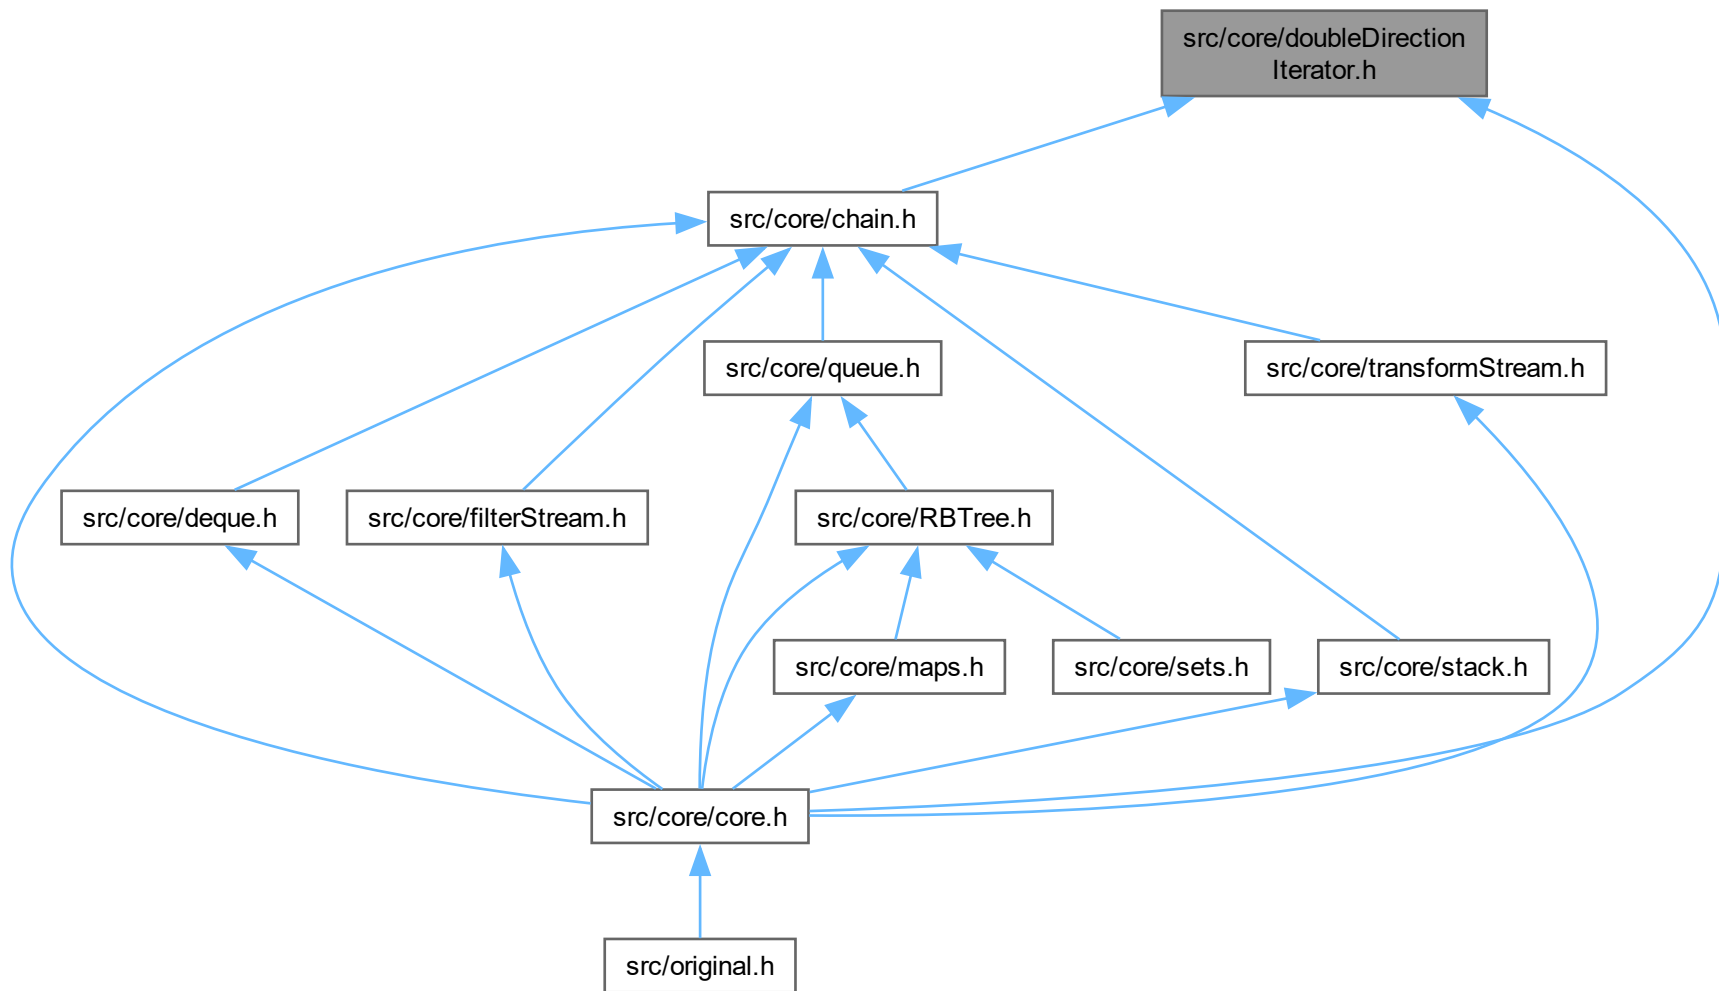 src/core/doubleDirection
Iterator.h
src/core/chain.h
src/core/queue.h
src/core/transformStream.h
src/core/deque.h
src/core/filterStream.h
src/core/RBTree.h
src/core/maps.h
src/core/sets.h
src/core/stack.h
src/core/core.h
src/original.h